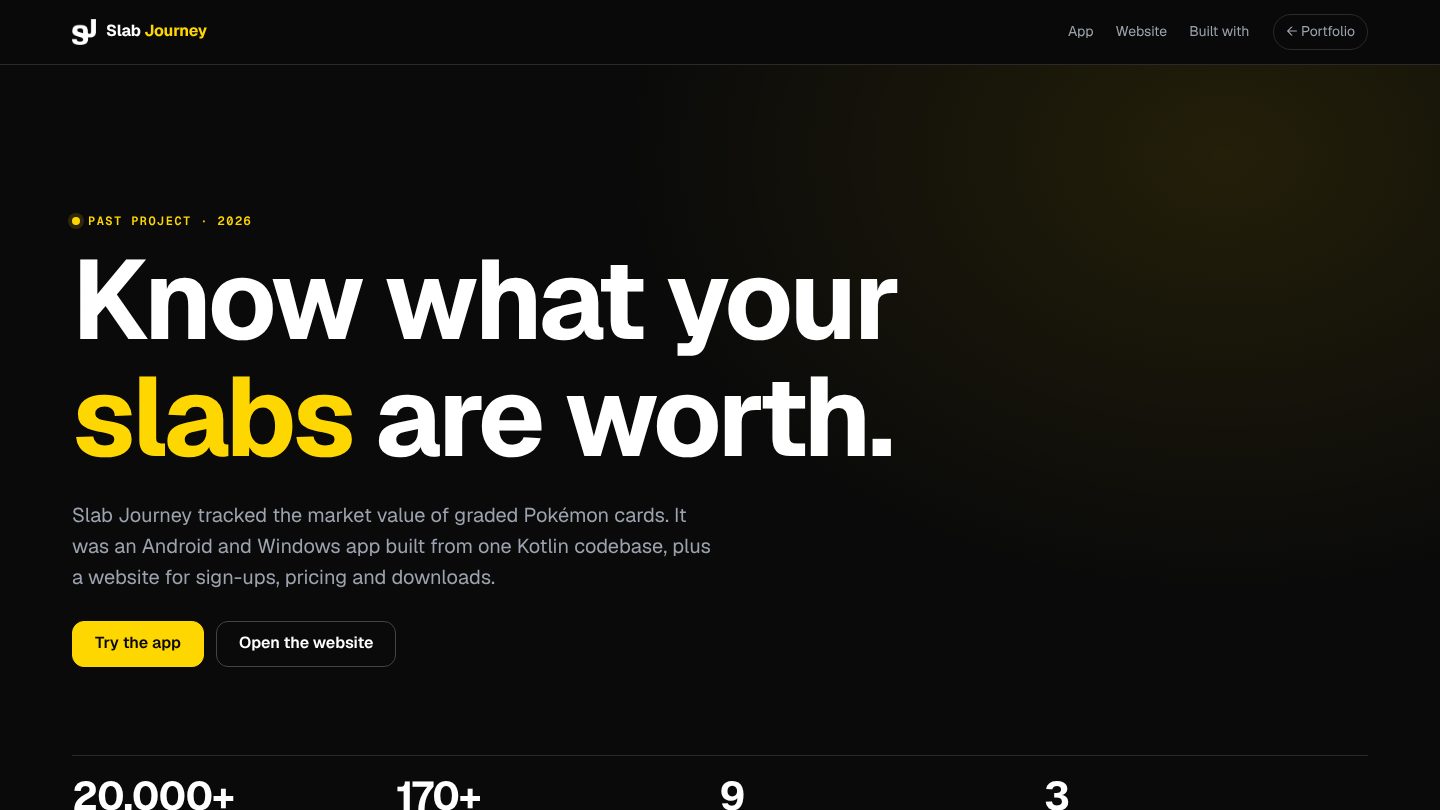 sJ Slab Journey
App Website Built with ← Portfolio
PAST PROJECT · 2026
Know what your
slabs are worth.
Slab Journey tracked the market value of graded Pokémon cards. It
was an Android and Windows app built from one Kotlin codebase, plus
a website for sign-ups, pricing and downloads.
Try the app Open the website
20,000+ 170+ 9 3